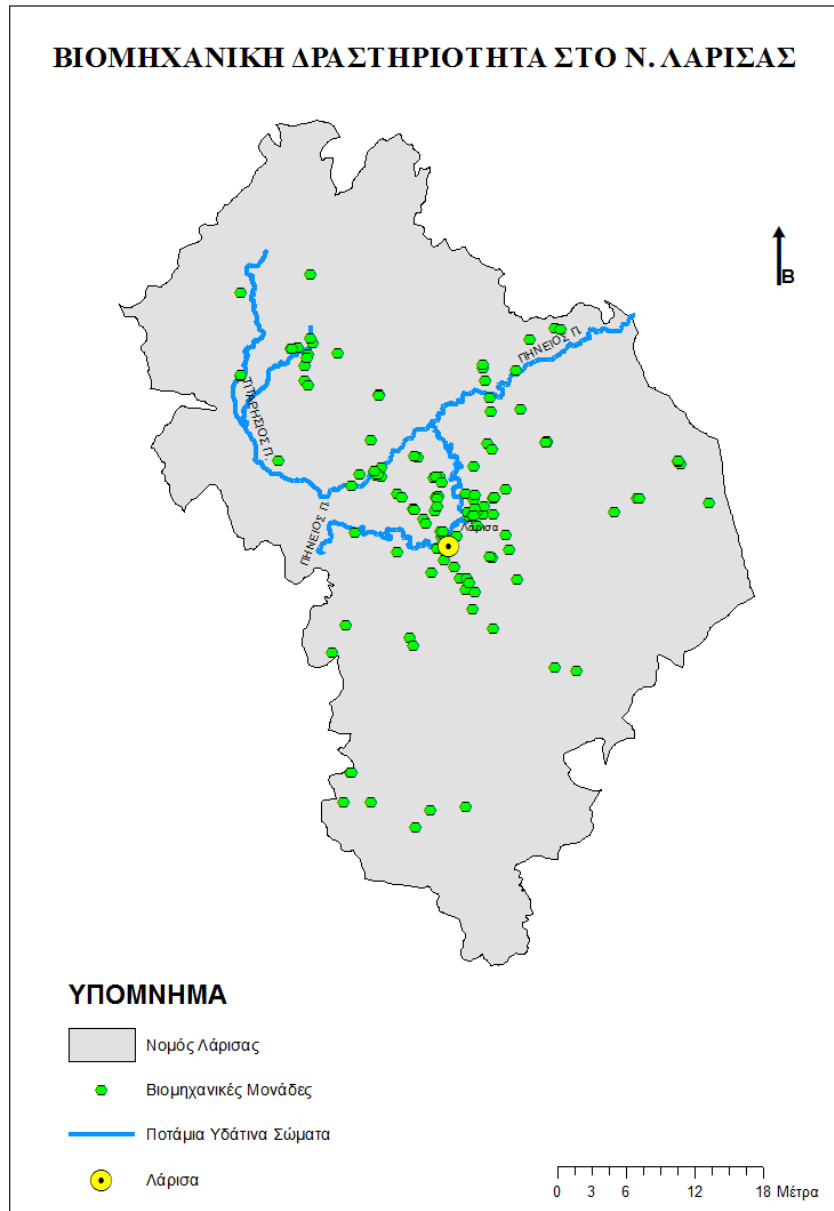 ΒΙΟΜΗΧΑΝΙΚΗ ΔΡΑΣΤΗΡΙΟΤΗΤΑ ΣΤΟ Ν. ΛΑΡΙΣΑΣ
Β
ΠΗΝΕΙΟΣ Π.
ΤΙΤΑΡΗΣΙΟΣ Π.
ΠΗΝΕΙΟΣ Π.
Λάρισα
ΥΠΟΜΝΗΜΑ
Νομός Λάρισας
Βιομηχανικές Μονάδες
Ποτάμια Υδάτινα Σώματα
Λάρισα
0 3 6 12 18 Μέτρα